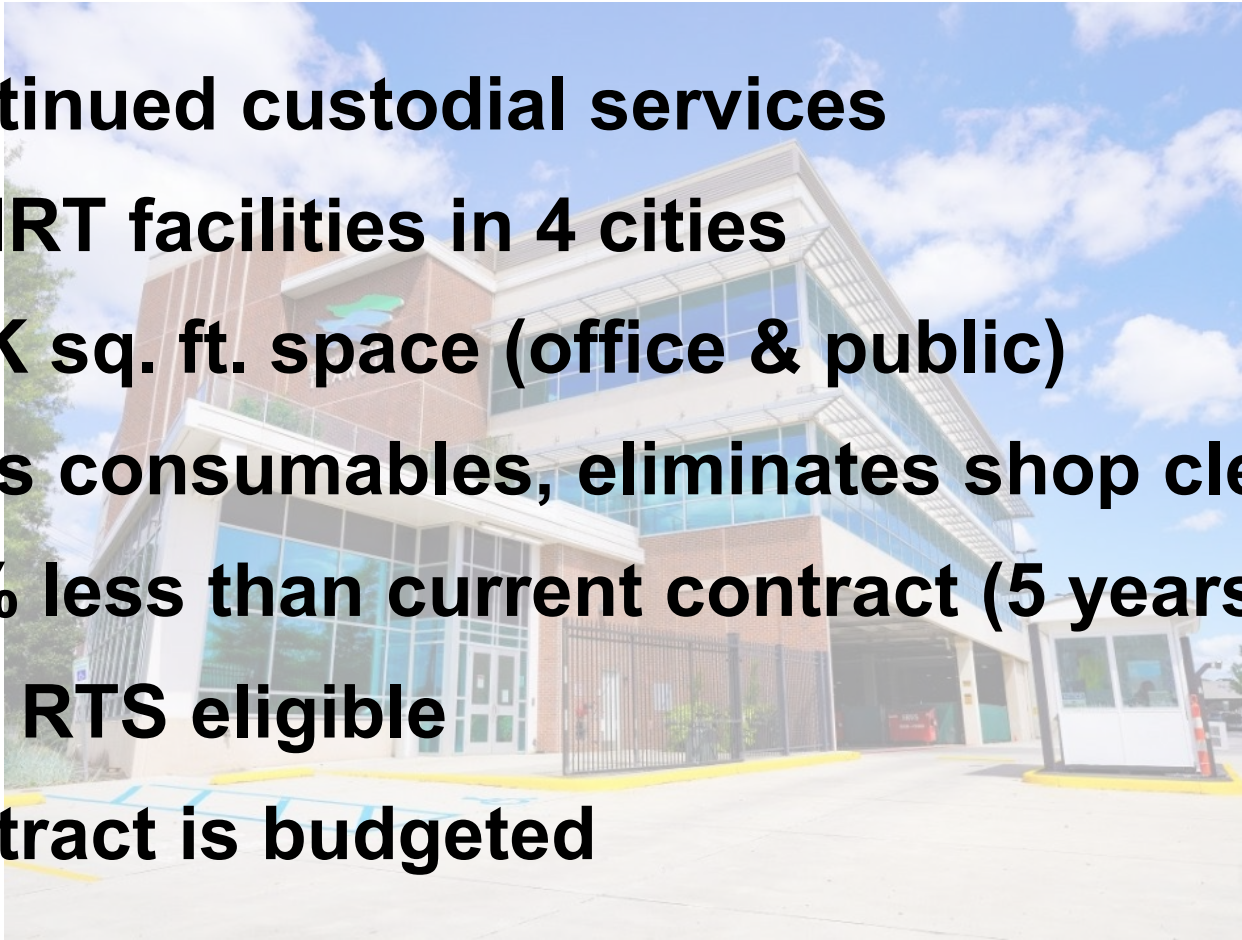 tinued custodial services
RT facilities in 4 cities
K sq. ft. space (office & public)
s consumables, eliminates shop cle
% less than current contract (5 years
RTS eligible
tract is budgeted